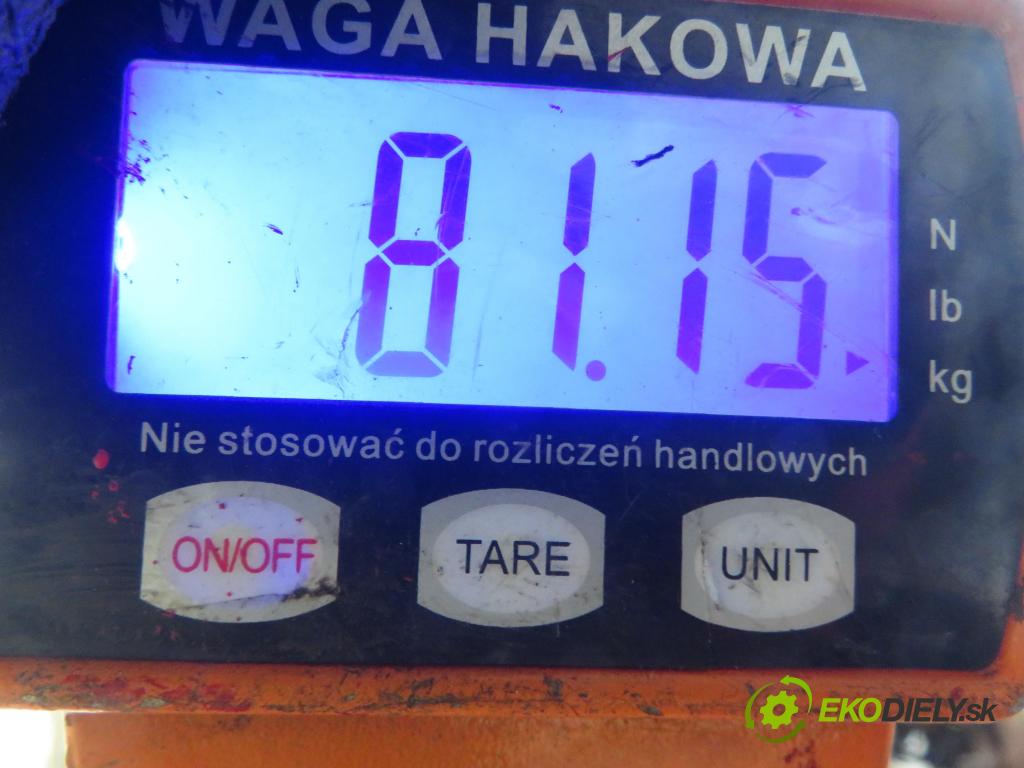 WAGA HAKOWA
81.15
N
lb
kg
Nie stosować do rozliczeń handlowych
ON/OFF TARE UNIT
EKODIELY.sk